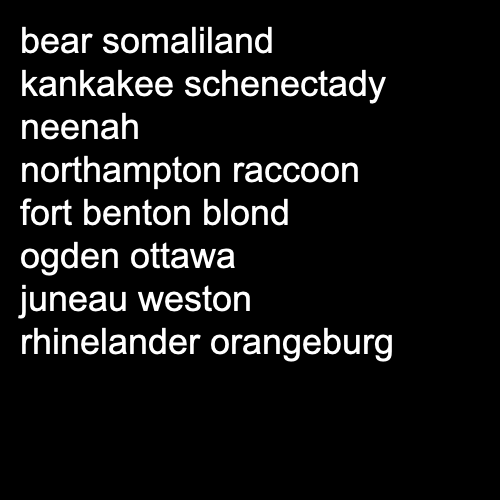 bear somaliland
kankakee schenectady
neenah
northampton raccoon
fort benton blond
ogden ottawa
juneau weston
rhinelander orangeburg